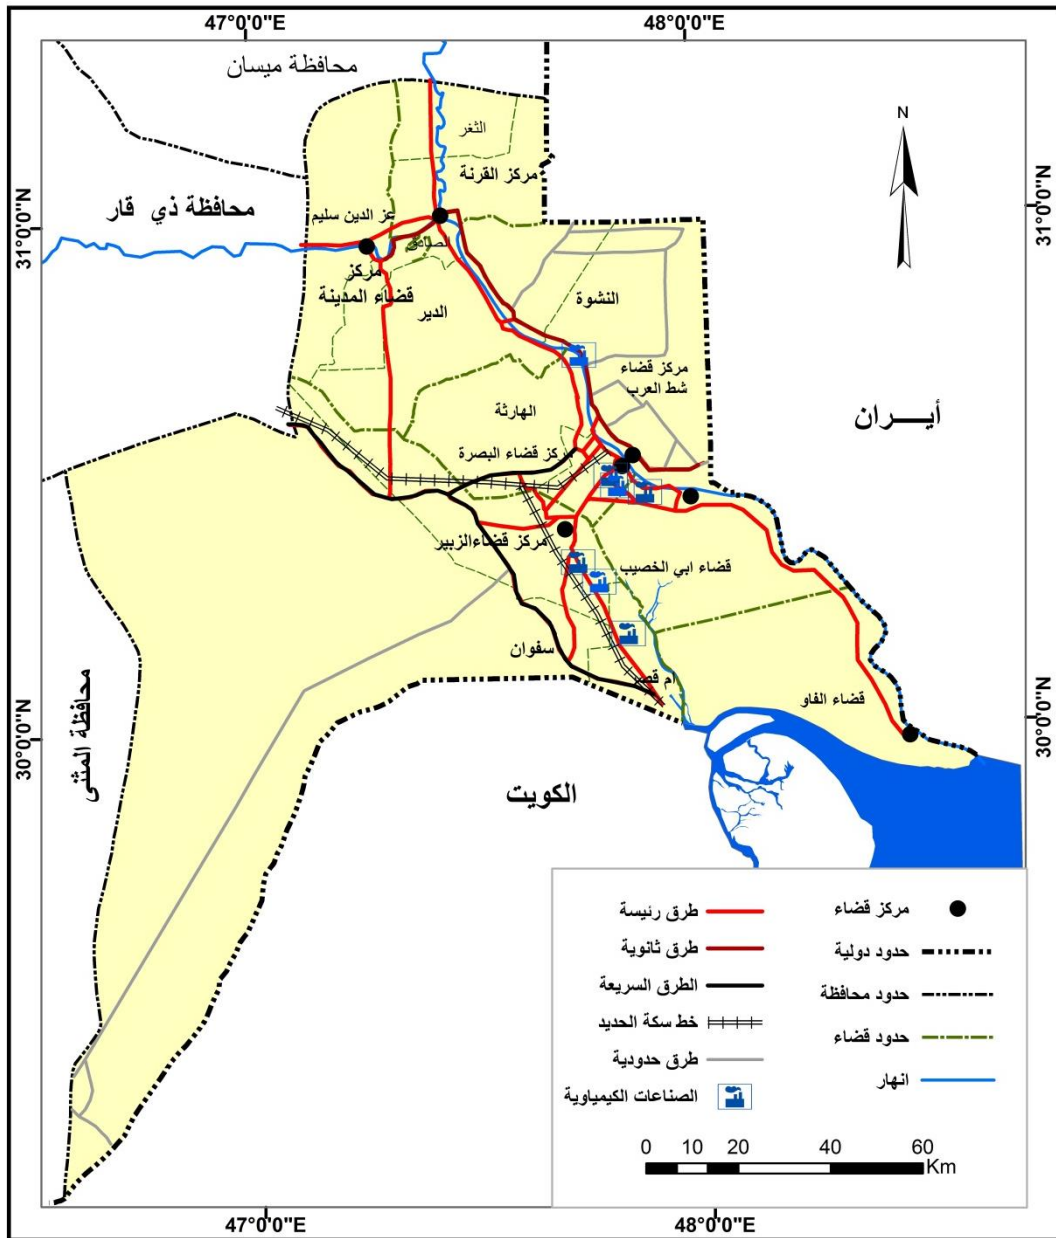 47°0'0"E
48°0'0"E
محافظة ميسان
N
الثغر
مركز القرنة
31°0'0"N
31°0'0"N
محافظة ذي قار
عز الدين سليم
مركز
قضاء المدينة
الدير
النشوة
مركز قضاء
شط العرب
أيـــران
الهارثة
مركز قضاء البصرة
مركز قضاءالزبير
قضاء ابي الخصيب
سفوان
ام قصر
قضاء الفاو
30°0'0"N
30°0'0"N
محافظة المثنى
الكويت
مركز قضاء
حدود دولية
حدود محافظة
حدود قضاء
انهار
طرق رئيسة
طرق ثانوية
الطرق السريعة
خط سكة الحديد
طرق حدودية
الصناعات الكيمياوية
0 10 20 40 60
Km
47°0'0"E
48°0'0"E